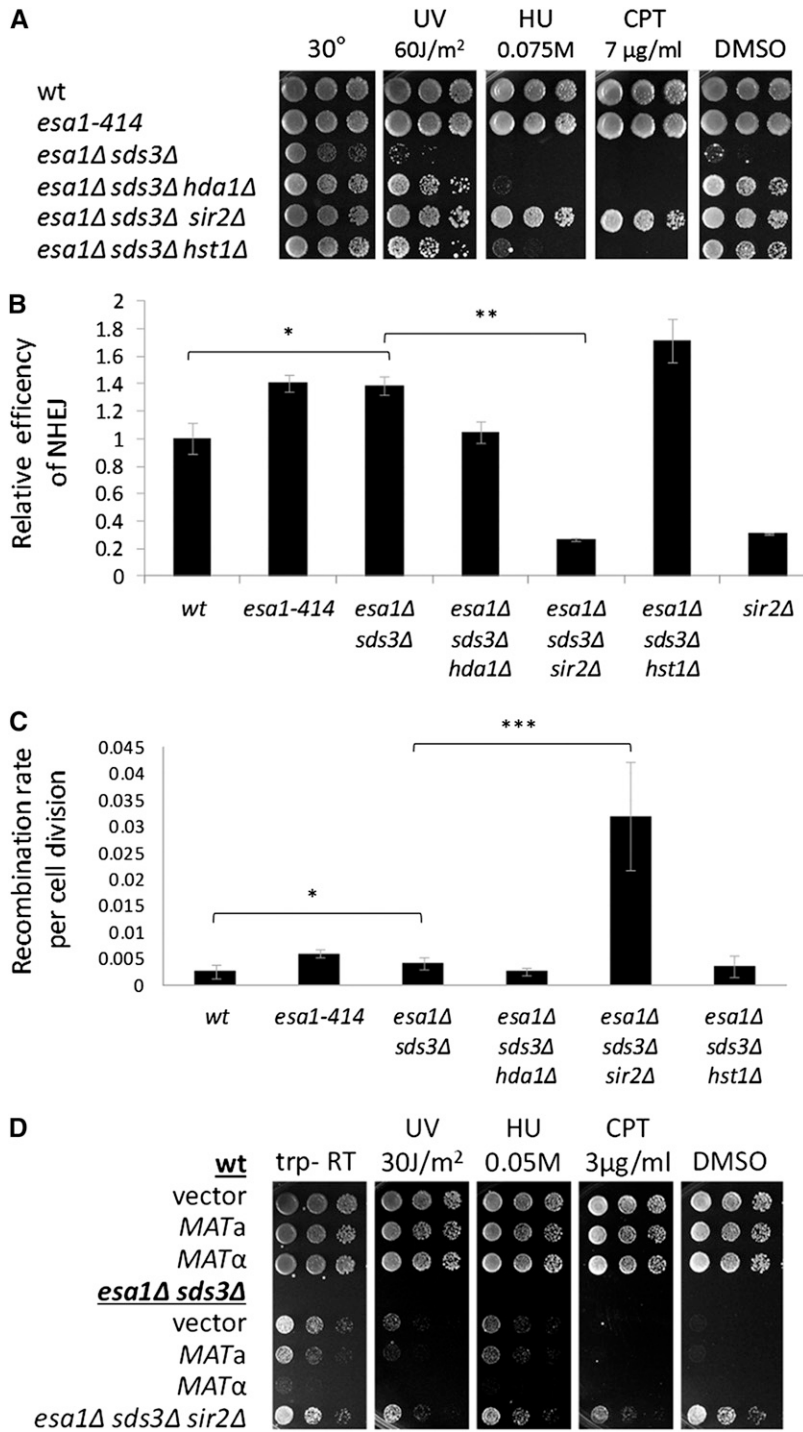 A
UV HU CPT
30° 60J/m² 0.075M 7 µg/ml DMSO
wt
esa1-414
esa1Δ sds3Δ
esa1Δ sds3Δ hda1Δ
esa1Δ sds3Δ sir2Δ
esa1Δ sds3Δ hst1Δ
B
Relative efficency
of NHEJ
2
1.8
1.6
1.4
1.2
1
0.8
0.6
0.4
0.2
0
*
**
wt esa1-414 esa1Δ esa1Δ esa1Δ esa1Δ sir2Δ
sds3Δ sds3Δ sds3Δ sds3Δ
hda1Δ sir2Δ hst1Δ
C
Recombination rate
per cell division
0.045
0.04
0.035
0.03
0.025
0.02
0.015
0.01
0.005
0
*
***
wt esa1-414 esa1Δ esa1Δ esa1Δ esa1Δ
sds3Δ sds3Δ sds3Δ sds3Δ
hda1Δ sir2Δ hst1Δ
D
UV HU CPT
wt trp- RT 30J/m² 0.05M 3µg/ml DMSO
vector
MATa
MATα
esa1Δ sds3Δ
vector
MATa
MATα
esa1Δ sds3Δ sir2Δ